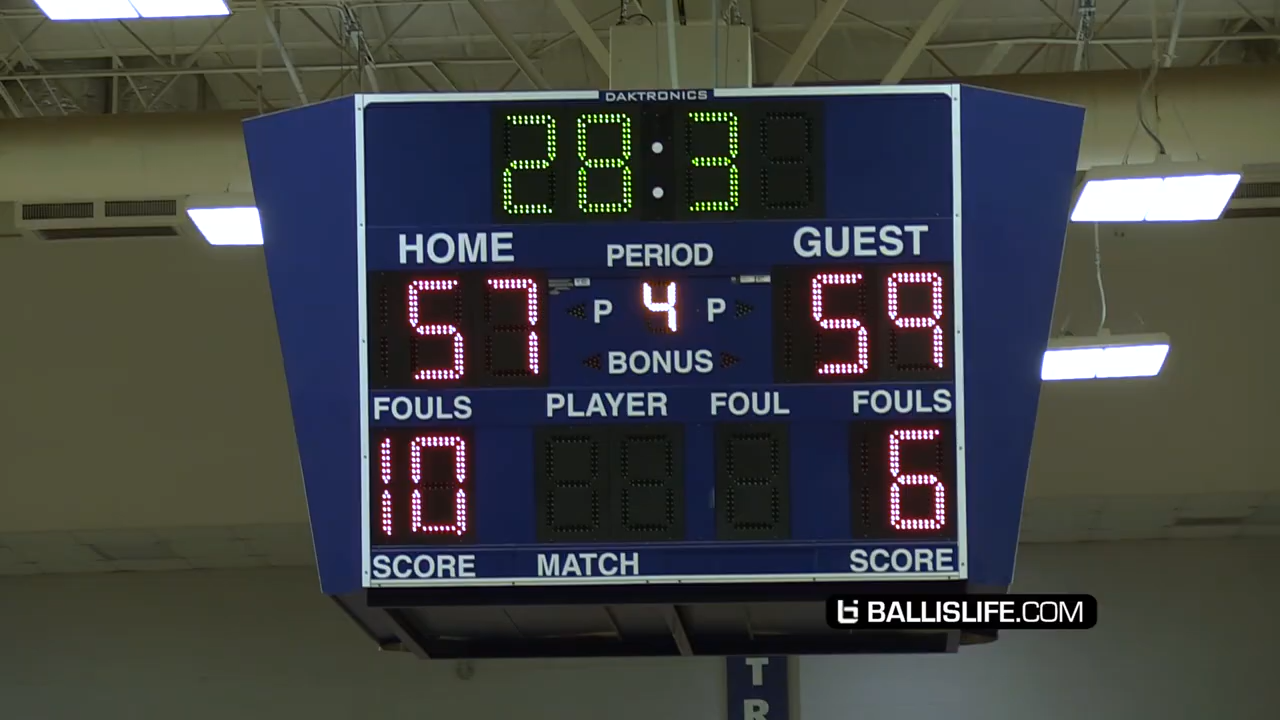 DAKTRONICS
28:3
HOME PERIOD GUEST
57 P 4 P 59
BONUS
FOULS PLAYER FOUL FOULS
10 6
SCORE MATCH SCORE
BALLISLIFE.COM
T
R